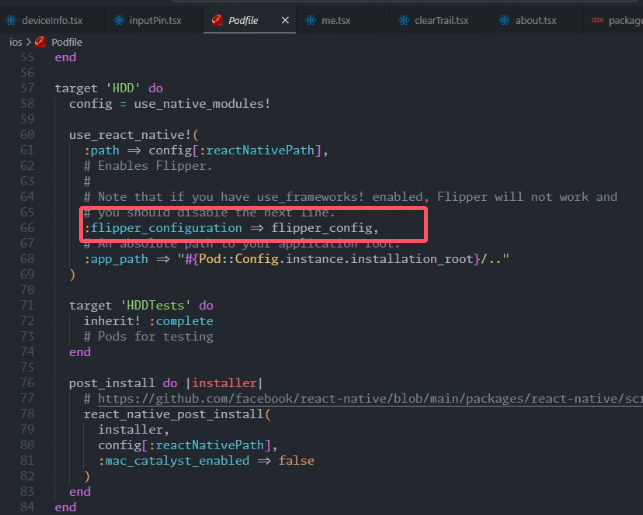 deviceInfo.tsx inputPin.tsx Podfile × me.tsx clearTrail.tsx about.tsx packag
ios > Podfile
55 end
56
57 target 'HDD' do
58 config = use_native_modules!
59
60 use_react_native!(
61 :path => config[:reactNativePath],
62 # Enables Flipper.
63 #
64 # Note that if you have use_frameworks! enabled, Flipper will not work and
65 # you should disable the next line.
66 :flipper_configuration => flipper_config,
67 # An absolute path to your application root.
68 :app_path => "#{Pod::Config.instance.installation_root}/.."
69 )
70
71 target 'HDDTests' do
72 inherit! :complete
73 # Pods for testing
74 end
75
76 post_install do |installer|
77 # https://github.com/facebook/react-native/blob/main/packages/react-native/scr
78 react_native_post_install(
79 installer,
80 config[:reactNativePath],
81 :mac_catalyst_enabled => false
82 )
83 end
84 end